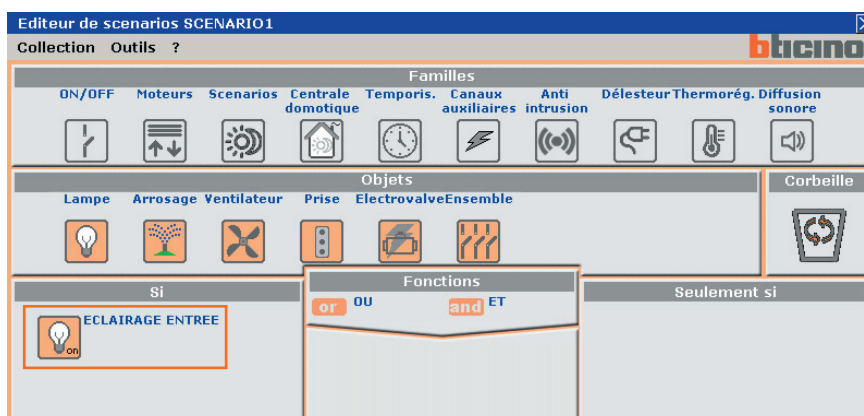 Editeur de scenarios SCENARIO1
Collection Outils ?
bticino
Familles
ON/OFF Moteurs Scenarios Centrale domotique Temporis. Canaux auxiliaires Anti intrusion Délesteur Thermorég. Diffusion sonore
Objets
Corbeille
Lampe Arrosage Ventilateur Prise Electrovalve Ensemble
Si
Fonctions
Seulement si
or OU and ET
ECLAIRAGE ENTREE
on